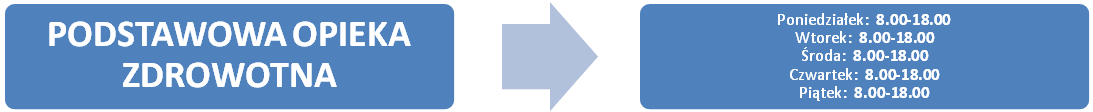 PODSTAWOWA OPIEKA
ZDROWOTNA
Poniedziałek: 8.00-18.00
Wtorek: 8.00-18.00
Środa: 8.00-18.00
Czwartek: 8.00-18.00
Piątek: 8.00-18.00